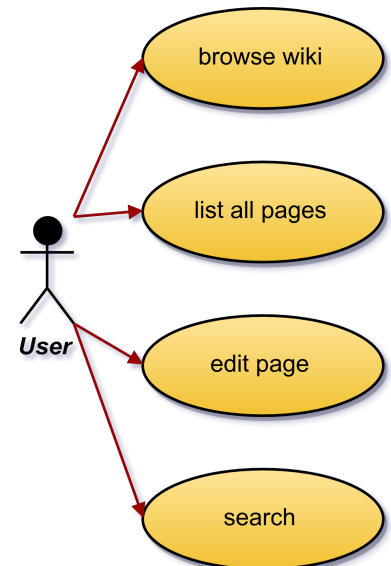 browse wiki
list all pages
User
edit page
search